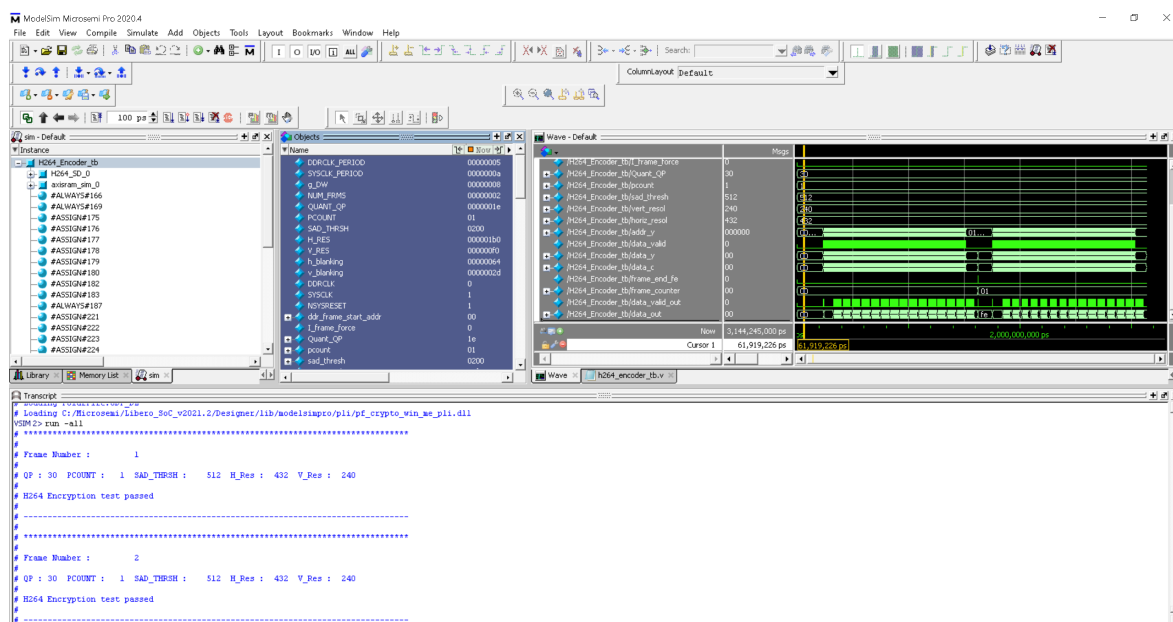 ModelSim Microsemi Pro 2020.4
File Edit View Compile Simulate Add Objects Tools Layout Bookmarks Window Help
Search:
ColumnLayout Default
100 ps
sim - Default
Instance
H264_Encoder_tb
H264_SD_0
axisram_sim_0
#ALWAYS#166
#ALWAYS#169
#ASSIGN#175
#ASSIGN#176
#ASSIGN#177
#ASSIGN#178
#ASSIGN#179
#ASSIGN#180
#ASSIGN#182
#ASSIGN#183
#ALWAYS#187
#ASSIGN#221
#ASSIGN#222
#ASSIGN#223
#ASSIGN#224
Library Memory List sim
Objects
Name Now
DDRCLK_PERIOD 00000005
SYSCLK_PERIOD 0000000a
g_DW 00000008
NUM_FRMS 00000002
QUANT_QP 0000001e
PCOUNT 01
SAD_THRSH 0200
H_RES 000001b0
V_RES 000000f0
h_blanking 00000064
v_blanking 0000002d
DDRCLK 0
SYSCLK 1
NSYSRESET 1
ddr_frame_start_addr 00
I_frame_force 0
Quant_QP 1e
pcount 01
sad_thresh 0200
Wave - Default
Msgs
/H264_Encoder_tb/I_frame_force 0
/H264_Encoder_tb/Quant_QP 30
/H264_Encoder_tb/pcount 1
/H264_Encoder_tb/sad_thresh 512
/H264_Encoder_tb/vert_resol 240
/H264_Encoder_tb/horiz_resol 432
/H264_Encoder_tb/addr_y 000000 01...
/H264_Encoder_tb/data_valid 0
/H264_Encoder_tb/data_y 00
/H264_Encoder_tb/data_c 00
/H264_Encoder_tb/frame_end_fe 0
/H264_Encoder_tb/frame_counter 00 01
/H264_Encoder_tb/data_valid_out 0
/H264_Encoder_tb/data_out 00 fe
Now 3,144,245,000 ps 2,000,000,000 ps
Cursor 1 61,919,226 ps 61,919,226 ps
Wave h264_encoder_tb.v
Transcript
# Loading C:/Microsemi/Libero_SoC_v2021.2/Designer/lib/modelsimpro/pli/pf_crypto_win_me_pli.dll
VSIM 2> run -all
# ********************************************************************************
#
# Frame Number : 1
#
# QP : 30 PCOUNT : 1 SAD_THRSH : 512 H_Res : 432 V_Res : 240
#
# H264 Encryption test passed
#
# --------------------------------------------------------------------------------
#
# ********************************************************************************
#
# Frame Number : 2
#
# QP : 30 PCOUNT : 1 SAD_THRSH : 512 H_Res : 432 V_Res : 240
#
# H264 Encryption test passed
#
# --------------------------------------------------------------------------------